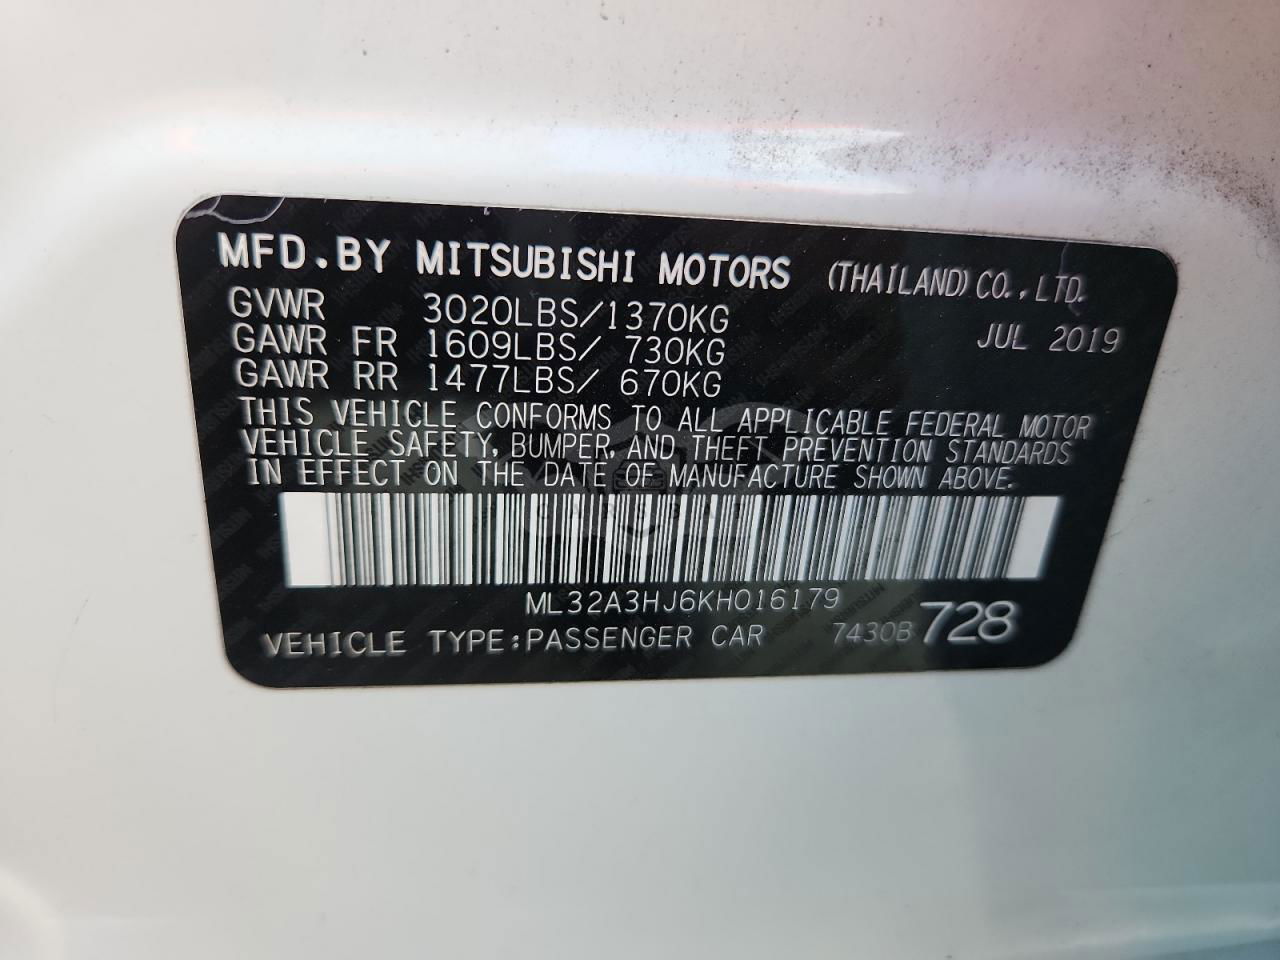 MFD.BY MITSUBISHI MOTORS (THAILAND)CO.,LTD.
GVWR 3020LBS/1370KG JUL 2019
GAWR FR 1609LBS/ 730KG
GAWR RR 1477LBS/ 670KG
THIS VEHICLE CONFORMS TO ALL APPLICABLE FEDERAL MOTOR
VEHICLE SAFETY, BUMPER, AND THEFT PREVENTION STANDARDS
IN EFFECT ON THE DATE OF MANUFACTURE SHOWN ABOVE.
ML32A3HJ6KH016179
VEHICLE TYPE:PASSENGER CAR 7430B 728